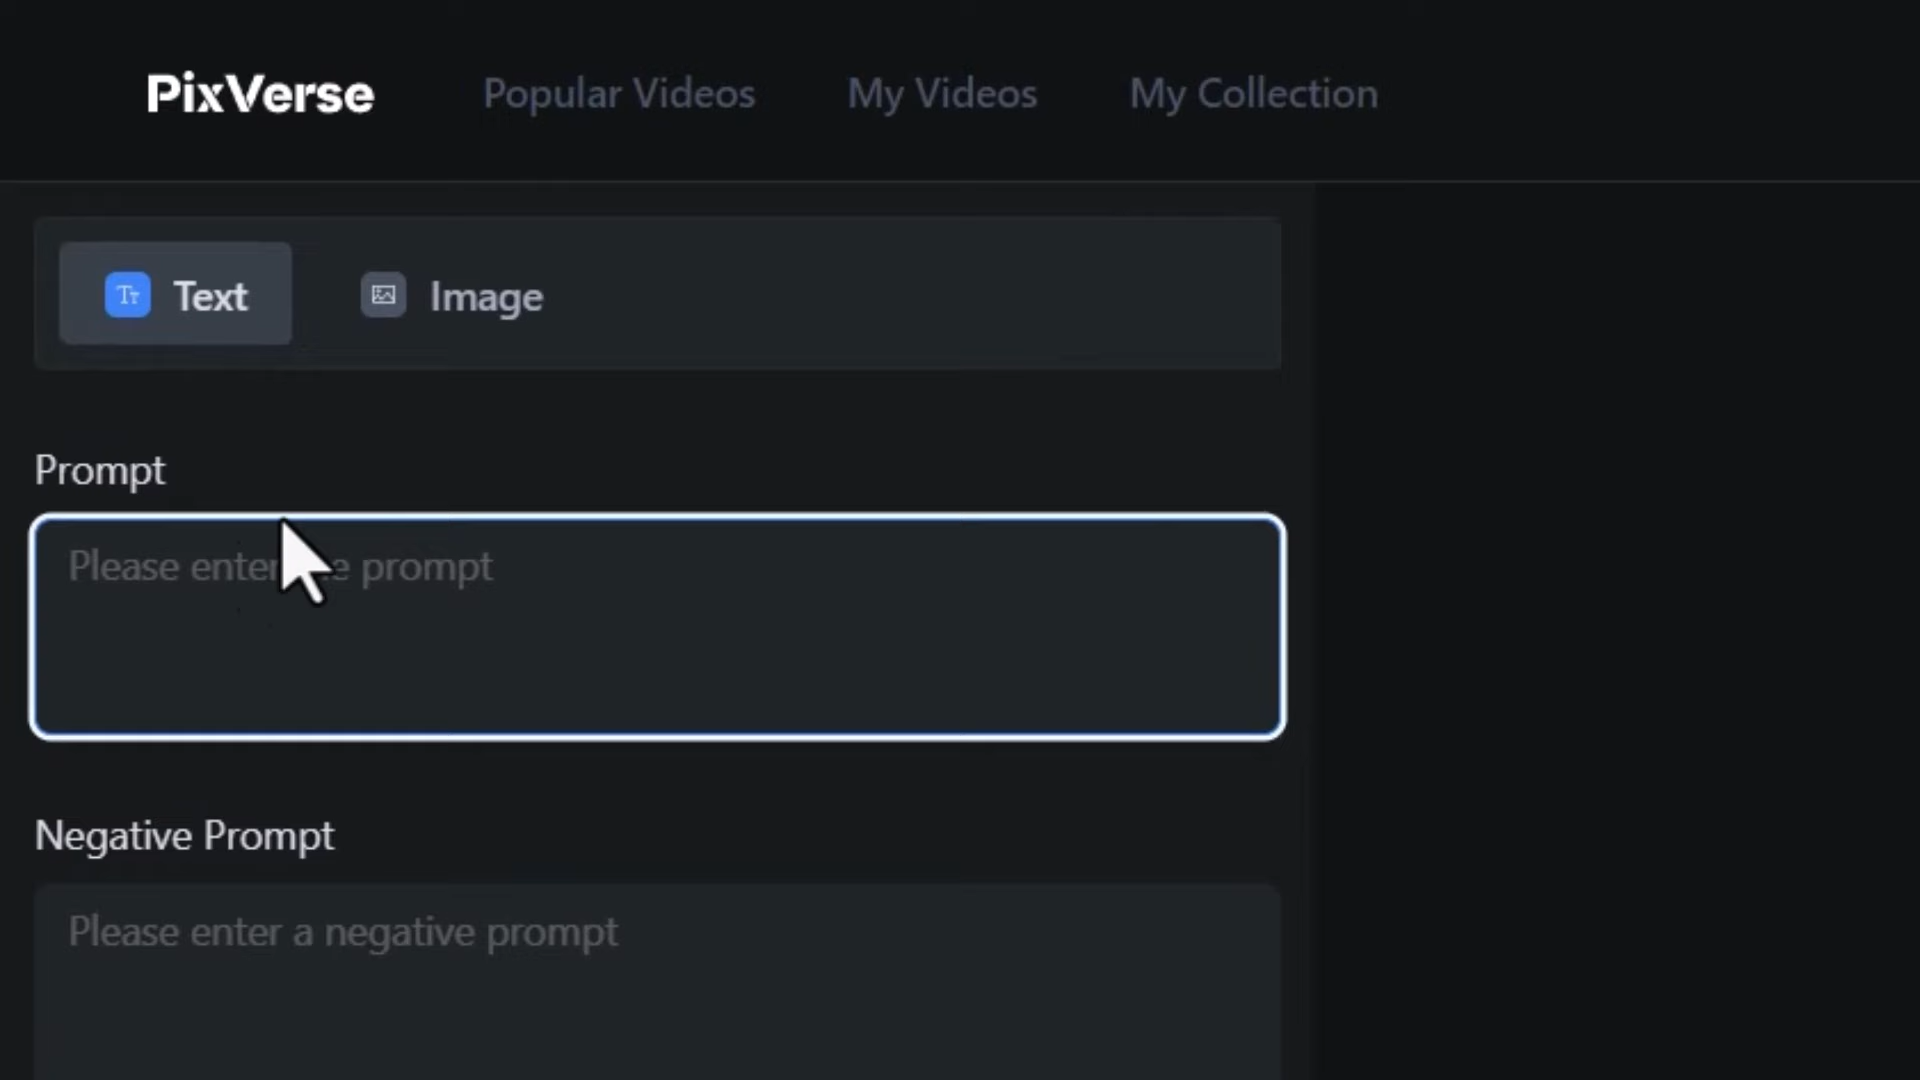 PixVerse Popular Videos My Videos My Collection
Text Image
Prompt
Please enter prompt
Negative Prompt
Please enter a negative prompt